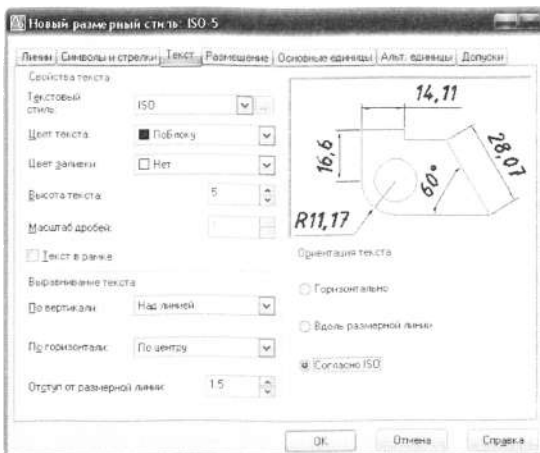 Новый размерный стиль: ISO-5
Линии Символы и стрелки Текст Размещение Основные единицы Альт. единицы Допуски
Свойства текста
Текстовый стиль: ISO
Цвет текста: ПоБлоку
Цвет заливки: Нет
Высота текста: 5
Масштаб дробей:
Текст в рамке
Выравнивание текста
По вертикали Над линией
По горизонтали: По центру
Отступ от размерной линии: 1.5
14,11
16,6
28,07
60°
R11,17
Ориентация текста
Горизонтально
Вдоль размерной линии
Согласно ISO
OK Отмена Справка